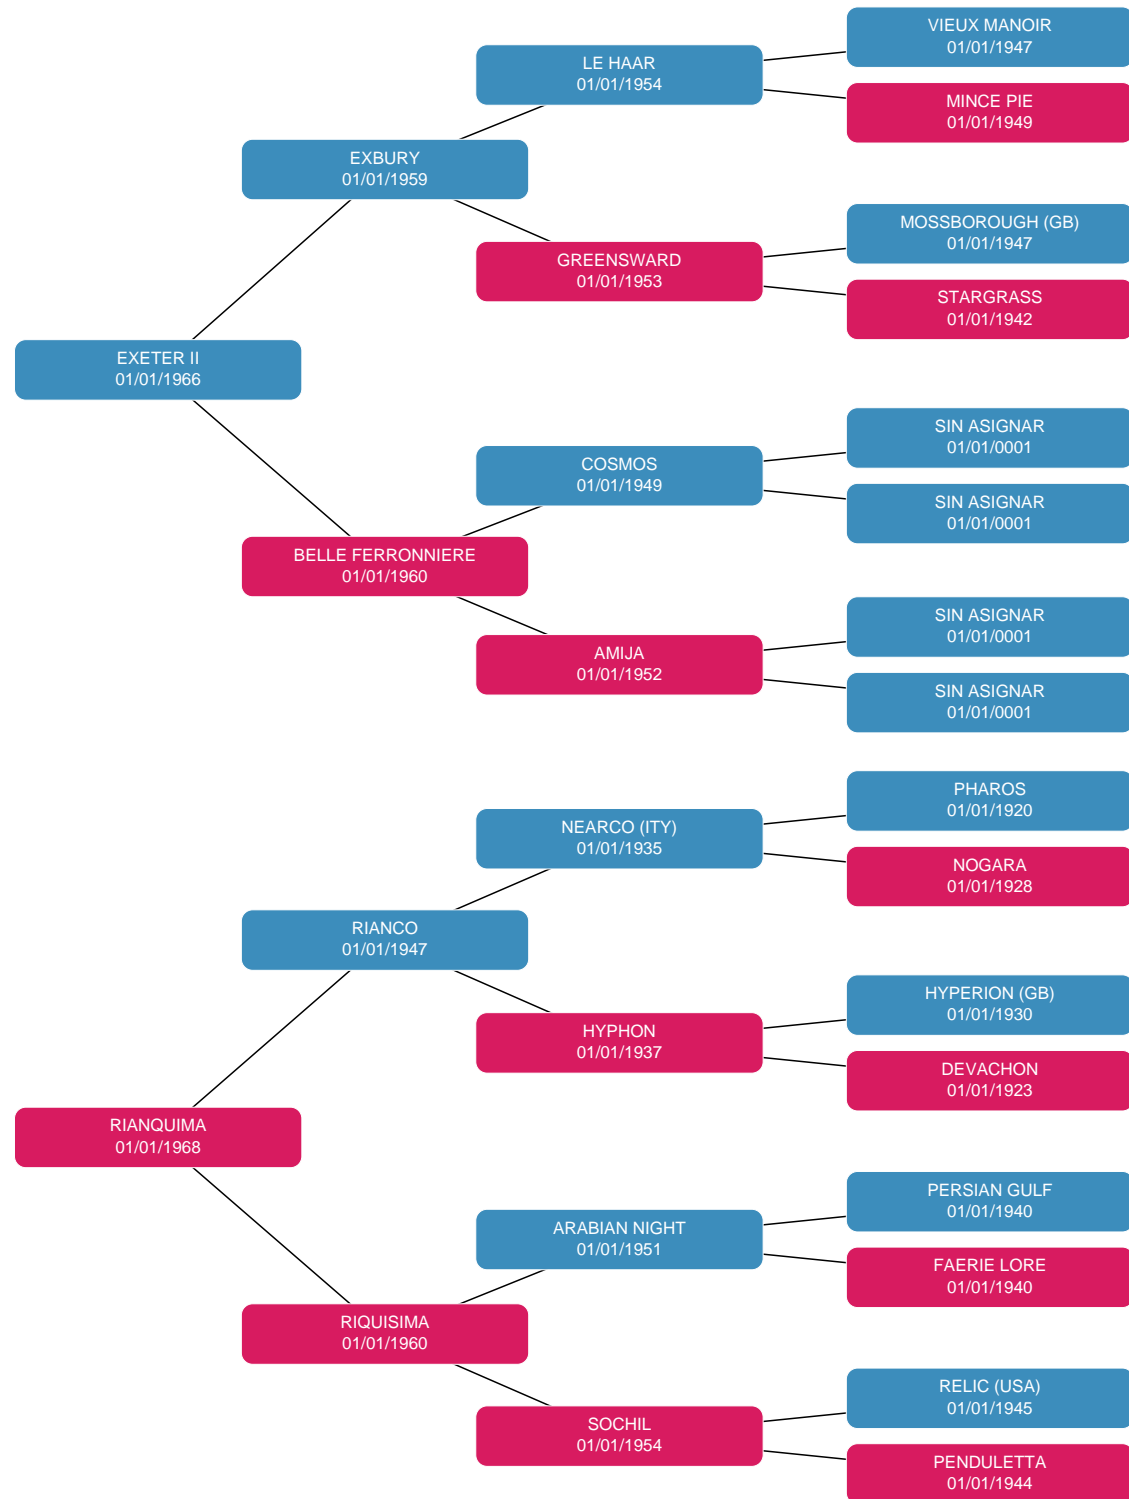 VIEUX MANOIR
01/01/1947
LE HAAR
01/01/1954
MINCE PIE
01/01/1949
EXBURY
01/01/1959
MOSSBOROUGH (GB)
01/01/1947
GREENSWARD
01/01/1953
STARGRASS
01/01/1942
EXETER II
01/01/1966
SIN ASIGNAR
01/01/0001
COSMOS
01/01/1949
SIN ASIGNAR
01/01/0001
BELLE FERRONNIERE
01/01/1960
SIN ASIGNAR
01/01/0001
AMIJA
01/01/1952
SIN ASIGNAR
01/01/0001
PHAROS
01/01/1920
NEARCO (ITY)
01/01/1935
NOGARA
01/01/1928
RIANCO
01/01/1947
HYPERION (GB)
01/01/1930
HYPHON
01/01/1937
DEVACHON
01/01/1923
RIANQUIMA
01/01/1968
PERSIAN GULF
01/01/1940
ARABIAN NIGHT
01/01/1951
FAERIE LORE
01/01/1940
RIQUISIMA
01/01/1960
RELIC (USA)
01/01/1945
SOCHIL
01/01/1954
PENDULETTA
01/01/1944